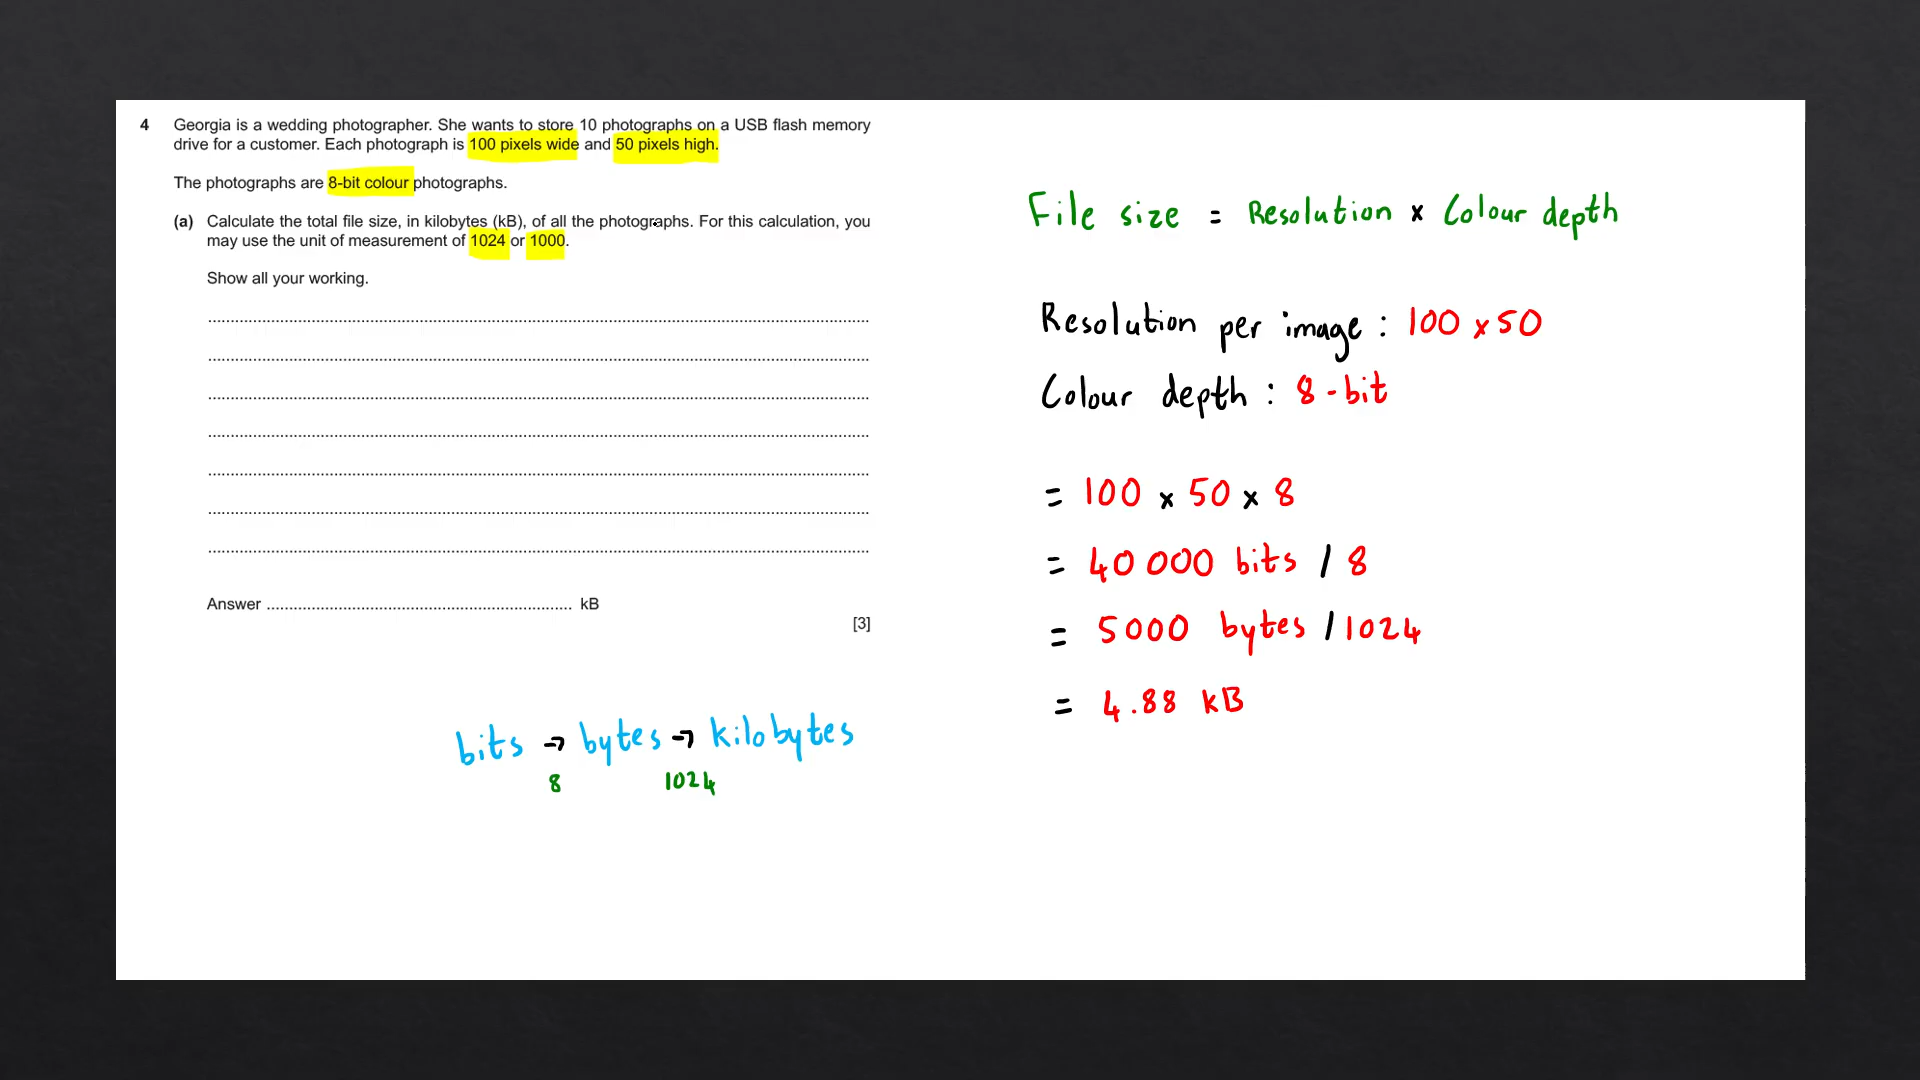 4 Georgia is a wedding photographer. She wants to store 10 photographs on a USB flash memory
drive for a customer. Each photograph is 100 pixels wide and 50 pixels high.
The photographs are 8-bit colour photographs.
(a) Calculate the total file size, in kilobytes (kB), of all the photographs. For this calculation, you
may use the unit of measurement of 1024 or 1000.
Show all your working.
Answer ........................................ kB
[3]
bits → bytes → kilobytes
8 1024
File size = Resolution x Colour depth
Resolution per image : 100 x 50
Colour depth : 8 - bit
= 100 x 50 x 8
= 40 000 bits / 8
= 5000 bytes / 1024
= 4.88 kB